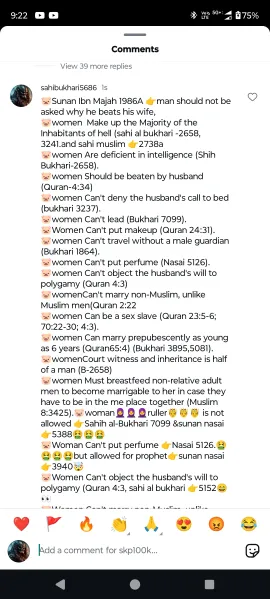 9:22
VoWiFi LTE 5G+ 75%
Comments
View 39 more replies
sahibukhari5686 1s
🐷Sunan Ibn Majah 1986A 👉man should not be
asked why he beats his wife,
🐷women Make up the Majority of the
Inhabitants of hell (sahi al bukhari -2658,
3241.and sahi muslim 👉2738a
🐷women Are deficient in intelligence (Shih
Bukhari-2658).
🐷women Should be beaten by husband
(Quran-4:34)
🐷women Can't deny the husband's call to bed
(bukhari 3237).
🐷women Can't lead (Bukhari 7099).
🐷Women Can't put makeup (Quran 24:31).
🐷women Can't travel without a male guardian
(Bukhari 1864).
🐷women Can't put perfume (Nasai 5126).
🐷women Can't object the husband's will to
polygamy (Quran 4:3)
🐷womenCan't marry non-Muslim, unlike
Muslim men(Quran 2:22
🐷women Can be a sex slave (Quran 23:5-6;
70:22-30; 4:3).
🐷women Can marry prepubescently as young
as 6 years (Quran65:4) (Bukhari 3895,5081).
🐷womenCourt witness and inheritance is half
of a man (B-2658)
🐷women Must breastfeed non-relative adult
men to become marrigable to her in case they
have to be in the me place together (Muslim
8:3425).🐷woman🧕🧕🧕ruller🤴🤴🤴 is not
allowed 👉Sahih al-Bukhari 7099 &sunan nasai
👉5388🤮🤮🤮
🐷Women Can't put perfume 👉Nasai 5126.😭
🤮🤮🤮but allowed for prophet👉sunan nasai
👉3940🤯
🐷Women Can't object the husband's will to
polygamy (Quran 4:3, sahi al bukhari 👉5152😄
👀
Add a comment for skp100k...